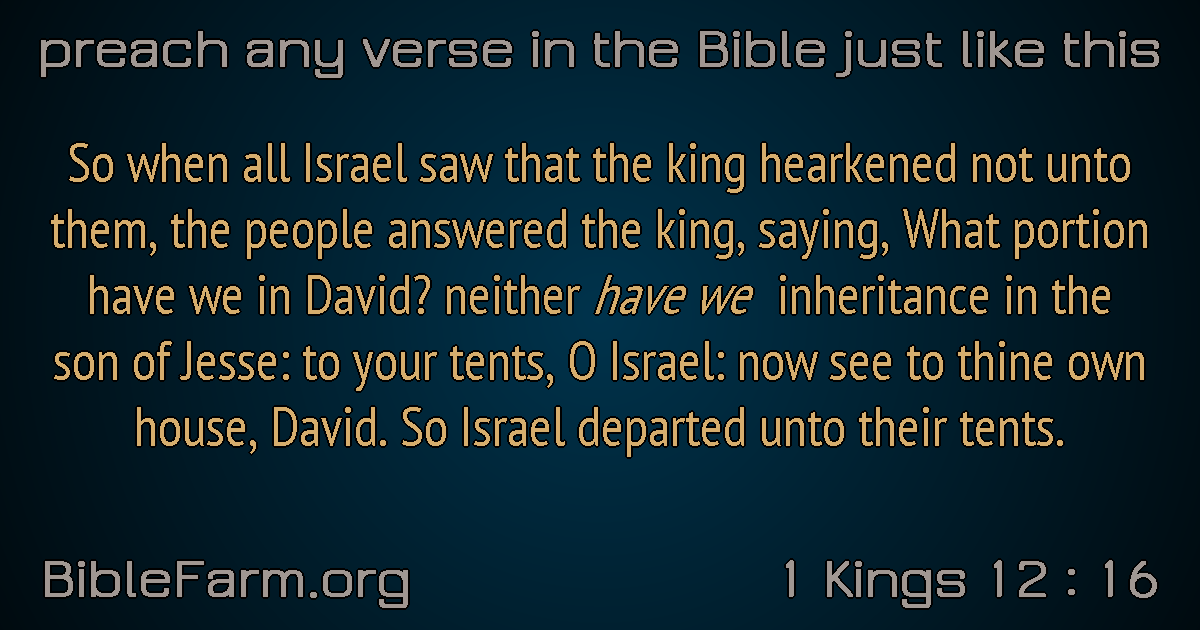 preach any verse in the Bible just like this
So when all Israel saw that the king hearkened not unto
them, the people answered the king, saying, What portion
have we in David? neither have we inheritance in the
son of Jesse: to your tents, O Israel: now see to thine own
house, David. So Israel departed unto their tents.
BibleFarm.org
1 Kings 12 : 16